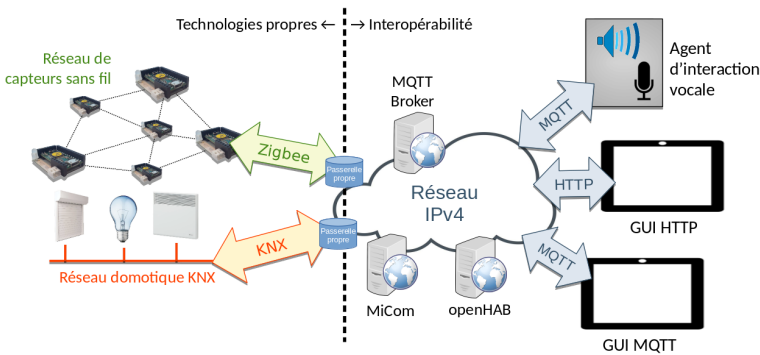 Technologies propres ← → Interopérabilité
Réseau de
capteurs sans fil
MQTT
Broker
Agent
d'interaction
vocale
MQTT
Zigbee
Passerelle
propre
Réseau
IPv4
HTTP
GUI HTTP
Passerelle
propre
KNX
MQTT
Réseau domotique KNX
MiCom
openHAB
GUI MQTT